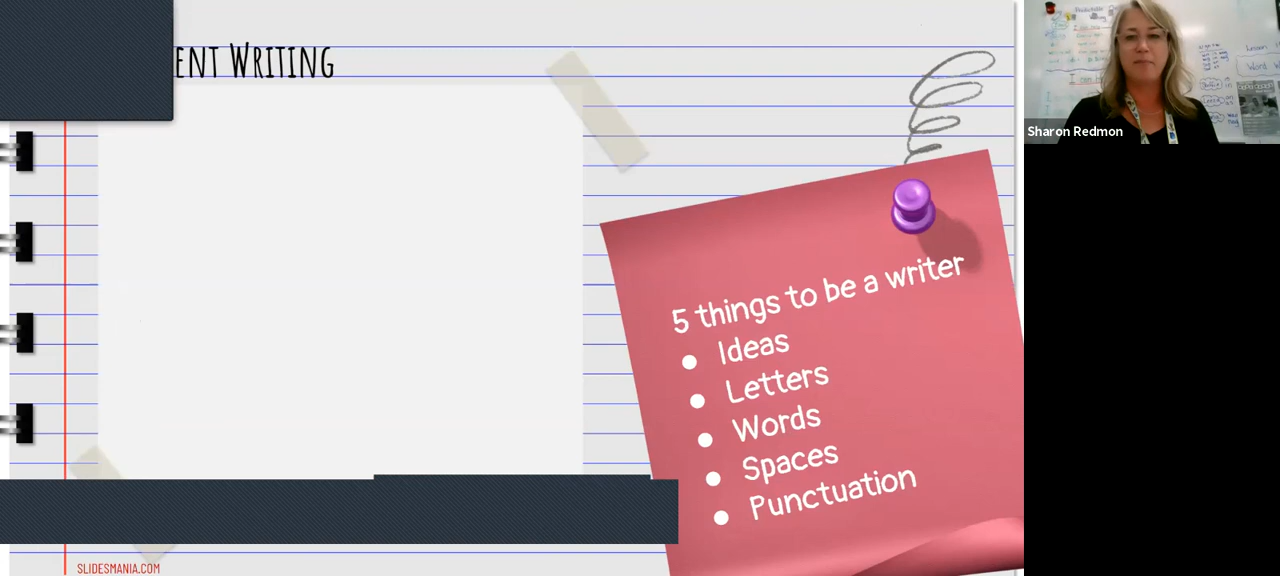 ENT WRITING
Sharon Redmon
5 things to be a writer
Ideas
Letters
Words
Spaces
Punctuation
SLIDESMANIA.COM